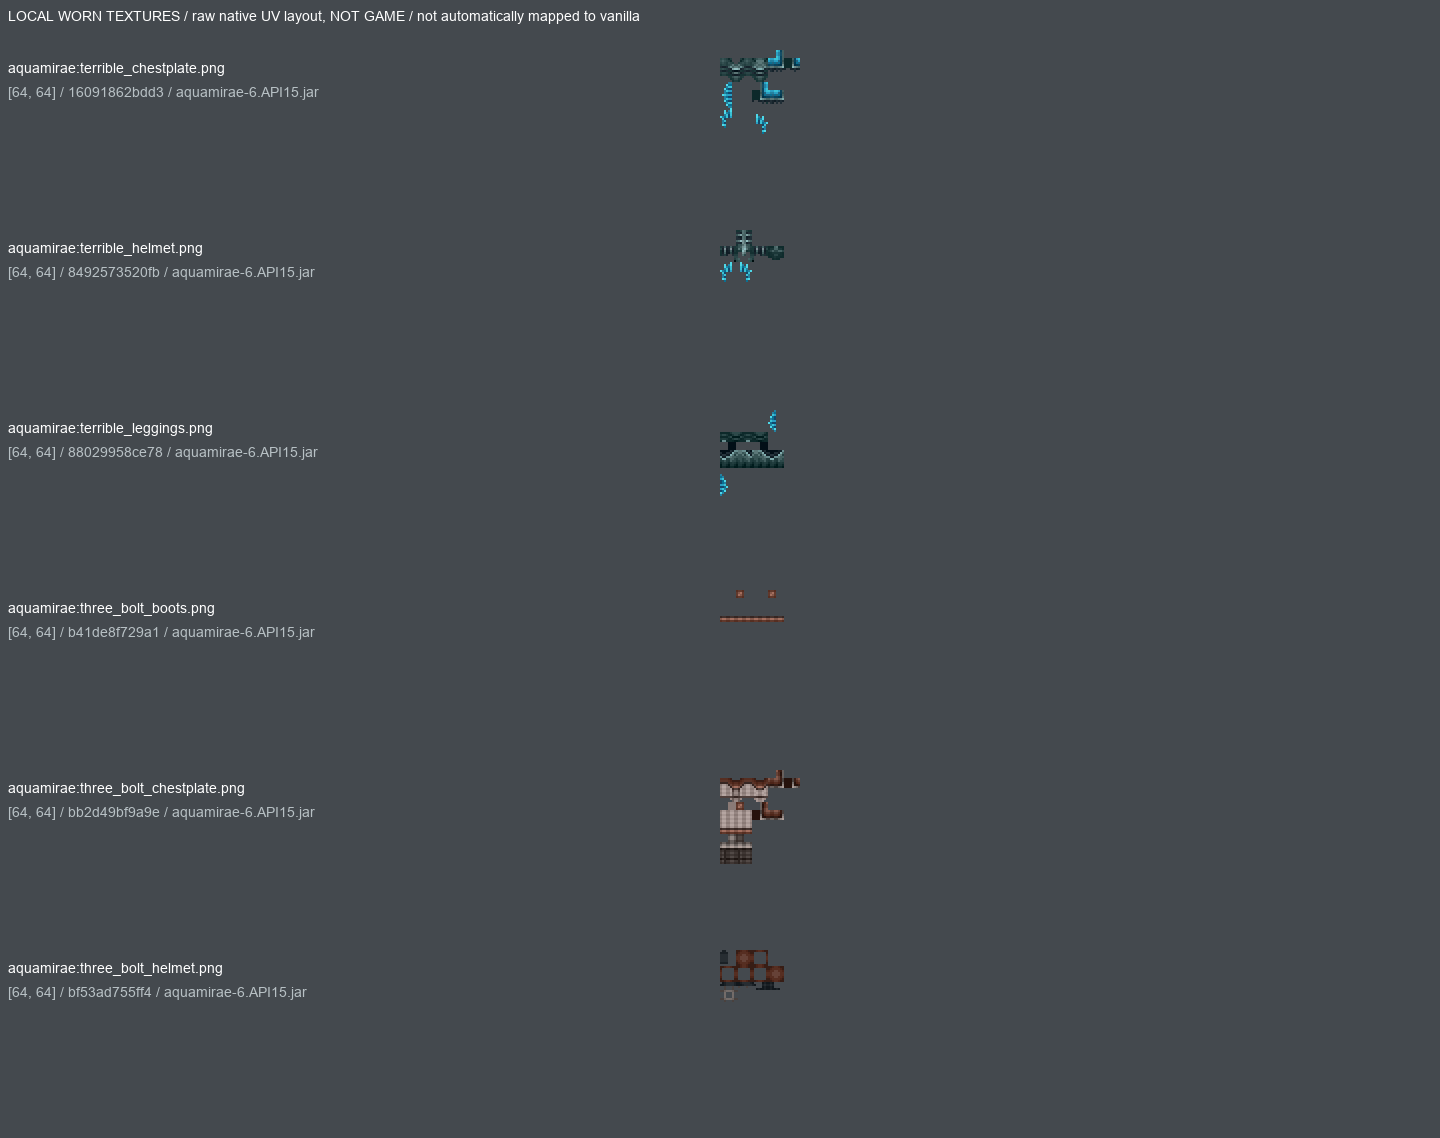 LOCAL WORN TEXTURES / raw native UV layout, NOT GAME / not automatically mapped to vanilla
aquamirae:terrible_chestplate.png
[64, 64] / 16091862bdd3 / aquamirae-6.API15.jar
aquamirae:terrible_helmet.png
[64, 64] / 8492573520fb / aquamirae-6.API15.jar
aquamirae:terrible_leggings.png
[64, 64] / 88029958ce78 / aquamirae-6.API15.jar
aquamirae:three_bolt_boots.png
[64, 64] / b41de8f729a1 / aquamirae-6.API15.jar
aquamirae:three_bolt_chestplate.png
[64, 64] / bb2d49bf9a9e / aquamirae-6.API15.jar
aquamirae:three_bolt_helmet.png
[64, 64] / bf53ad755ff4 / aquamirae-6.API15.jar